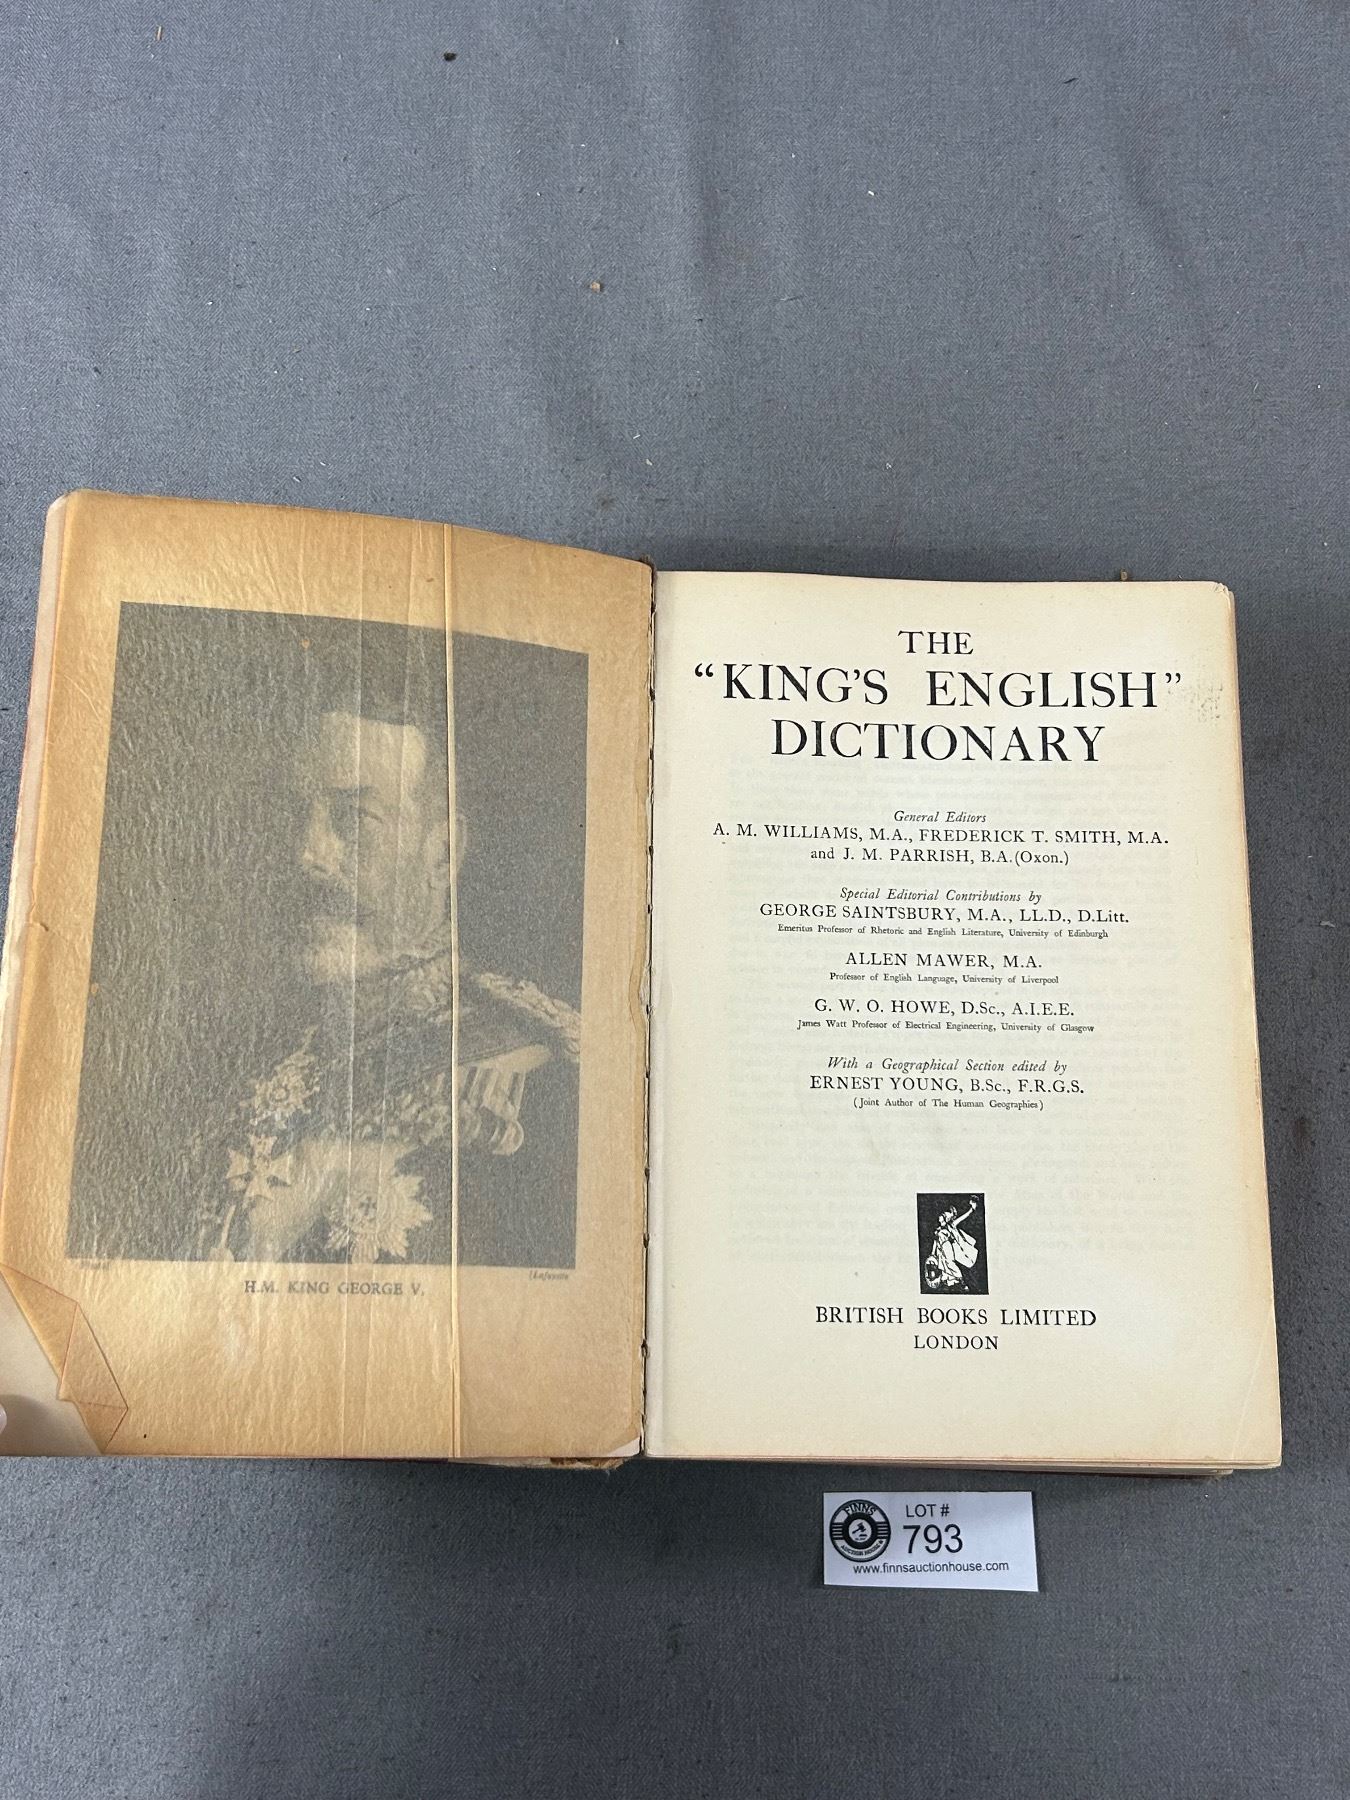 H.M. KING GEORGE V.
[Lafayette
THE
“KING’S ENGLISH”
DICTIONARY
General Editors
A. M. WILLIAMS, M.A., FREDERICK T. SMITH, M.A.
and J. M. PARRISH, B.A.(Oxon.)
Special Editorial Contributions by
GEORGE SAINTSBURY, M.A., LL.D., D.Litt.
Emeritus Professor of Rhetoric and English Literature, University of Edinburgh
ALLEN MAWER, M.A.
Professor of English Language, University of Liverpool
G. W. O. HOWE, D.Sc., A.I.E.E.
James Watt Professor of Electrical Engineering, University of Glasgow
With a Geographical Section edited by
ERNEST YOUNG, B.Sc., F.R.G.S.
(Joint Author of The Human Geographies)
BRITISH BOOKS LIMITED
LONDON
FINNS
AUCTION HOUSE
LOT #
793
www.finnsauctionhouse.com